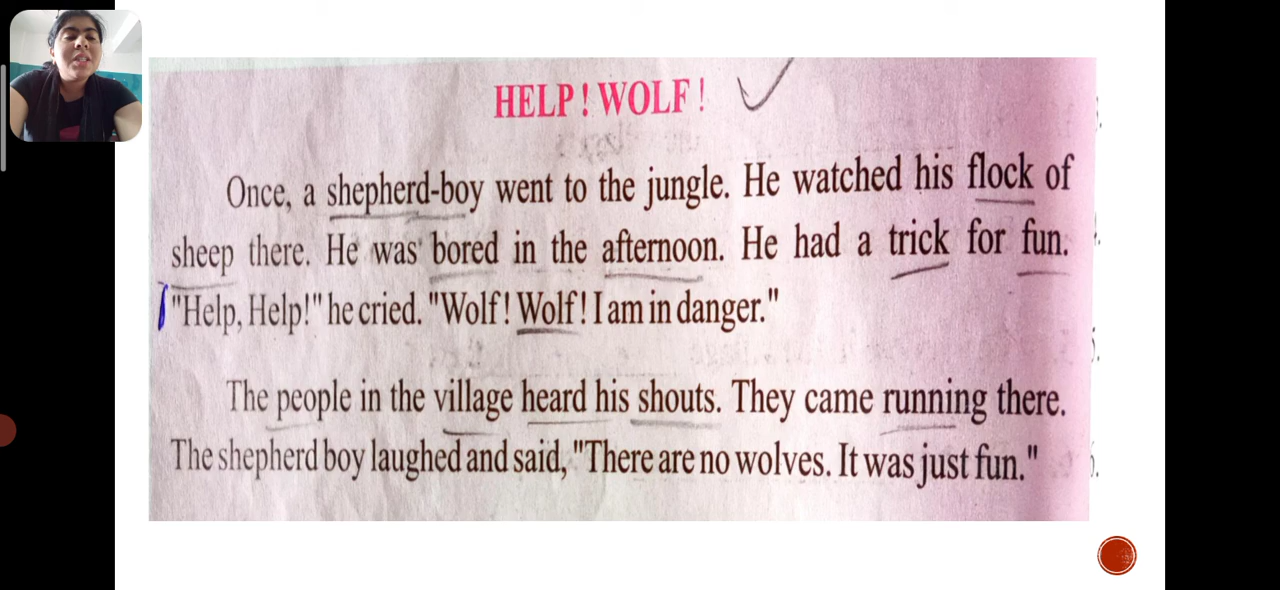 HELP! WOLF!
Once, a shepherd-boy went to the jungle. He watched his flock of
sheep there. He was bored in the afternoon. He had a trick for fun.
"Help, Help!" he cried. "Wolf! Wolf! I am in danger."
The people in the village heard his shouts. They came running there.
The shepherd boy laughed and said, "There are no wolves. It was just fun."